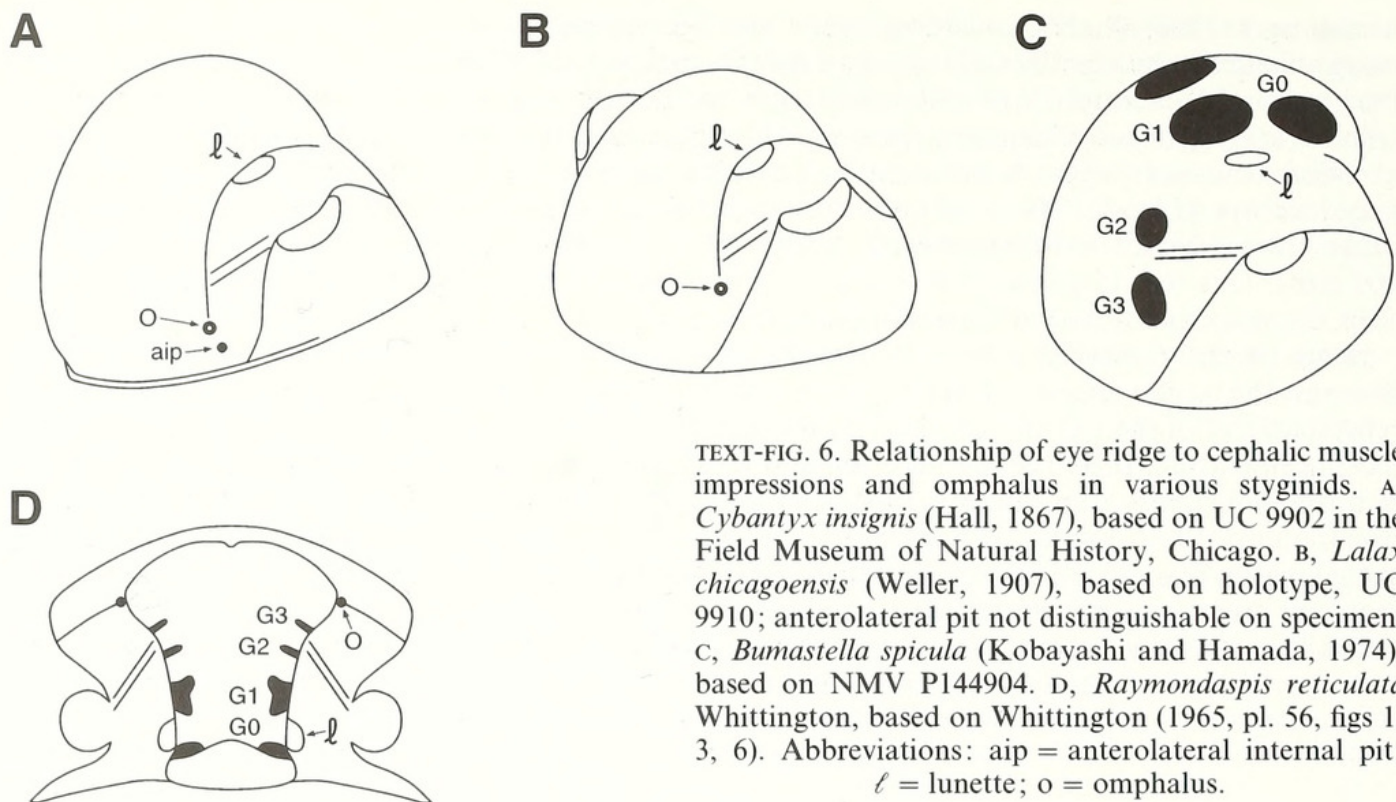 A
B
C
ℓ
O
aip
ℓ
O
G0
G1
ℓ
G2
G3
D
G3
O
G2
G1
G0
ℓ
TEXT-FIG. 6. Relationship of eye ridge to cephalic muscle
impressions and omphalus in various styginids. A
Cybantyx insignis (Hall, 1867), based on UC 9902 in the
Field Museum of Natural History, Chicago. B, Lalax
chicagoensis (Weller, 1907), based on holotype, UC
9910; anterolateral pit not distinguishable on specimen
C, Bumastella spicula (Kobayashi and Hamada, 1974)
based on NMV P144904. D, Raymondaspis reticulata
Whittington, based on Whittington (1965, pl. 56, figs 1
3, 6). Abbreviations: aip = anterolateral internal pit
ℓ = lunette; o = omphalus.